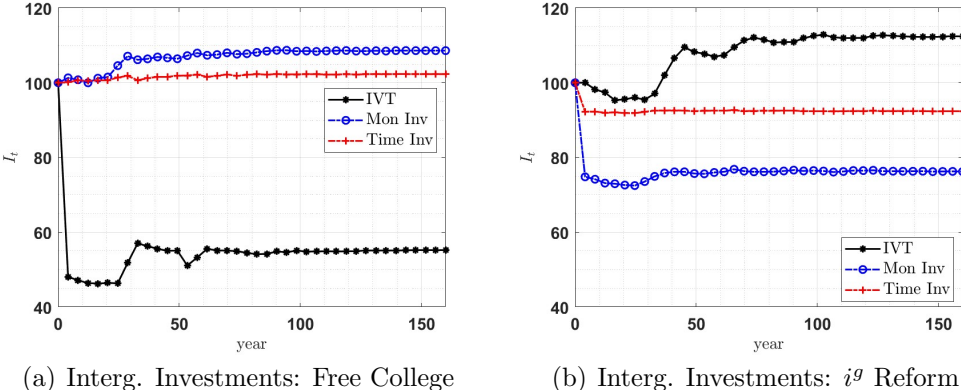 120
100
80
60
40
I_t
0
50
100
150
year
IVT
Mon Inv
Time Inv
(a) Interg. Investments: Free College
120
100
80
60
40
I_t
0
50
100
150
year
IVT
Mon Inv
Time Inv
(b) Interg. Investments: i^g Reform